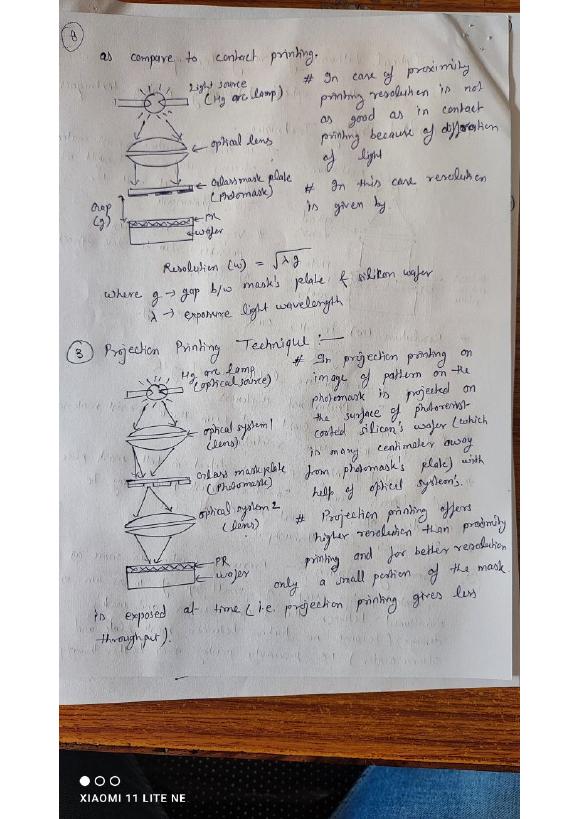 8
as compare to contact printing.
Light source
(Hg arc lamp)
optical lens
Glass mask plate
(Photomask)
Gap
(g)
PR
wafer
# In case of proximity
printing resolution is not
as good as in contact
printing because of diffraction
of light
# In this case resolution
is given by
Resolution (w) = √λg
where g → gap b/w mask's plate & silikon wafer
λ → exposure light wavelength
3 Projection Printing Technique :—
Hg arc lamp
(optical source)
optical system 1
(lens)
Glass mask plate
(Photomask)
optical system 2
(lens)
PR
wafer
# In projection printing an
image of pattern on the
photomask is projected on
the surface of photoresist
coated silicon's wafer (which
is many centimeter away
from photomask's plate) with
help of optical system's.
# Projection printing offers
higher resolution than proximity
printing and for better resolution
only a small portion of the mask
is exposed at time (i.e. projection printing gives less
throughput).
XIAOMI 11 LITE NE